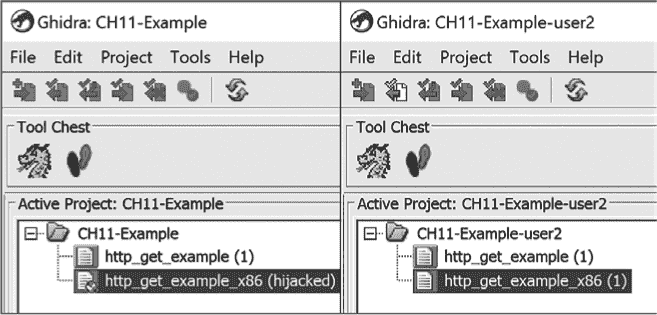 Ghidra: CH11-Example
File Edit Project Tools Help
Tool Chest
Active Project: CH11-Example
CH11-Example
http_get_example (1)
http_get_example_x86 (hijacked)
Ghidra: CH11-Example-user2
File Edit Project Tools Help
Tool Chest
Active Project: CH11-Example-user2
CH11-Example-user2
http_get_example (1)
http_get_example_x86 (1)